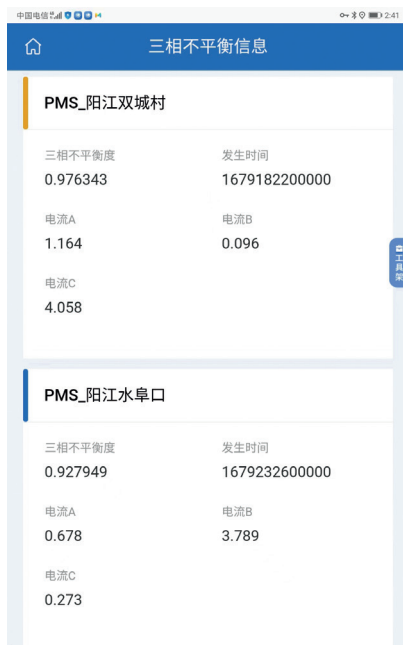 中国电信 2:41
三相不平衡信息
PMS_阳江双城村
三相不平衡度 发生时间
0.976343 1679182200000
电流A 电流B
1.164 0.096
电流C
4.058
工具架
PMS_阳江水阜口
三相不平衡度 发生时间
0.927949 1679232600000
电流A 电流B
0.678 3.789
电流C
0.273